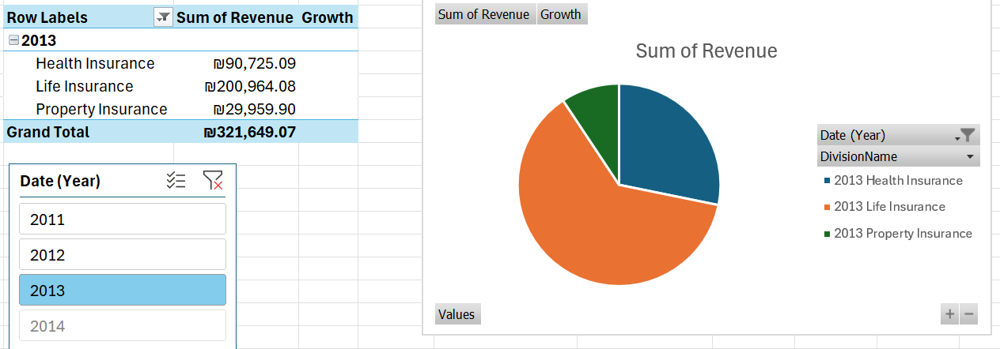 Row Labels Sum of Revenue Growth
2013
Health Insurance ₪90,725.09
Life Insurance ₪200,964.08
Property Insurance ₪29,959.90
Grand Total ₪321,649.07
Date (Year)
2011
2012
2013
2014
Sum of Revenue Growth
Sum of Revenue
Date (Year)
DivisionName
2013 Health Insurance
2013 Life Insurance
2013 Property Insurance
Values